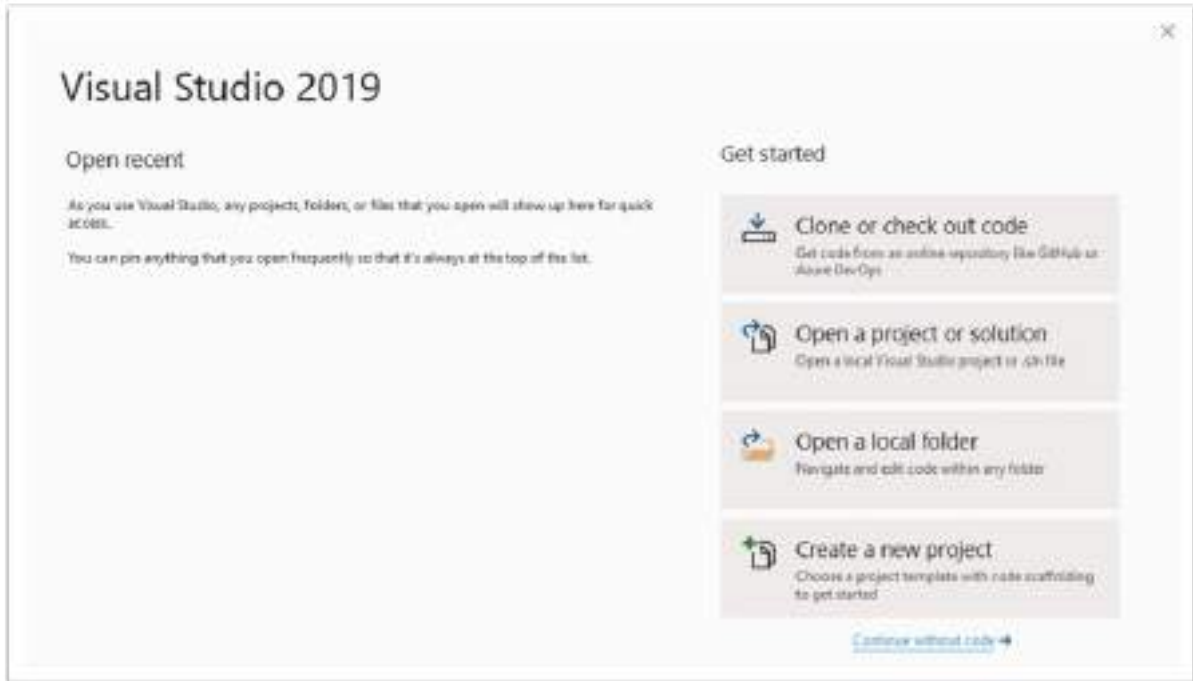 Visual Studio 2019
Open recent
As you use Visual Studio, any projects, folders, or files that you open will show up here for quick
access.
You can pin anything that you open frequently so that it's always at the top of the list.
Get started
Clone or check out code
Get code from an online repository like GitHub or
Azure DevOps
Open a project or solution
Open a local Visual Studio project or .sln file
Open a local folder
Navigate and edit code within any folder
Create a new project
Choose a project template with code scaffolding
to get started
Continue without code →